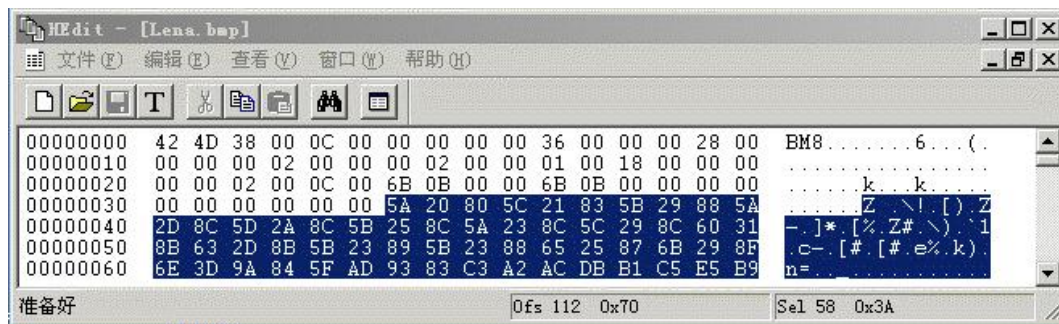 HEdit - [Lena.bmp]
文件(F) 编辑(E) 查看(V) 窗口(W) 帮助(H)
T
00000000 42 4D 38 00 0C 00 00 00 00 00 36 00 00 00 28 00 BM8.......6...(.
00000010 00 00 00 02 00 00 00 02 00 00 01 00 18 00 00 00 ................
00000020 00 00 02 00 0C 00 6B 0B 00 00 6B 0B 00 00 00 00 ......k...k.....
00000030 00 00 00 00 00 00 5A 20 80 5C 21 83 5B 29 88 5A ......Z .\!.[).Z
00000040 2D 8C 5D 2A 8C 5B 25 8C 5A 23 8C 5C 29 8C 60 31 -.]*.[%.Z#.\).`1
00000050 8B 63 2D 8B 5B 23 89 5B 23 88 65 25 87 6B 29 8F .c-.[#.[#.e%.k).
00000060 6E 3D 9A 84 5F AD 93 83 C3 A2 AC DB B1 C5 E5 B9 n=.._...........
准备好 Ofs 112 0x70 Sel 58 0x3A